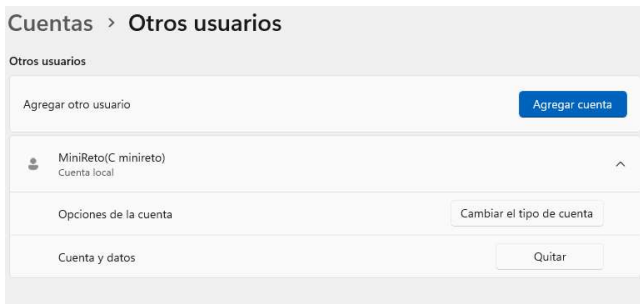 Cuentas > Otros usuarios
Otros usuarios
Agregar otro usuario
Agregar cuenta
MiniReto(C minireto)
Cuenta local
Opciones de la cuenta
Cambiar el tipo de cuenta
Cuenta y datos
Quitar